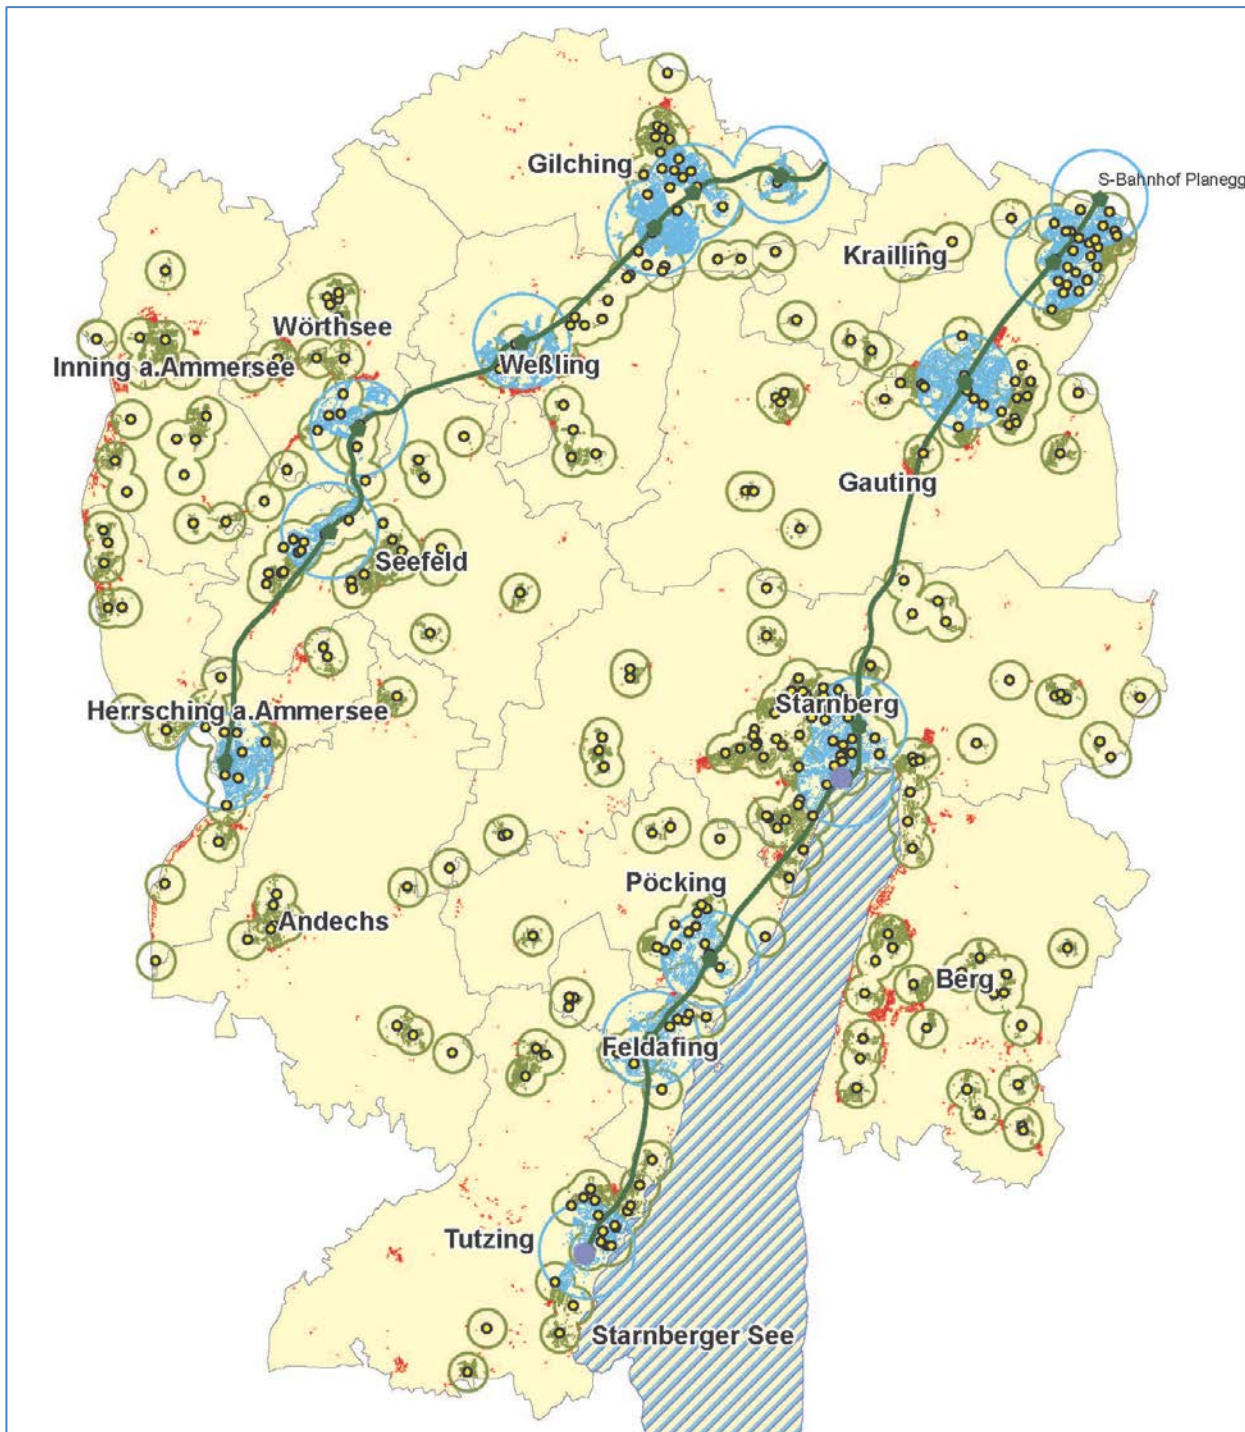 Gilching
S-Bahnhof Planegg
Krailling
Wörthsee
Inning a.Ammersee
Weßling
Gauting
Seefeld
Starnberg
Herrsching a.Ammersee
Pöcking
Andechs
Berg
Feldafing
Tutzing
Starnberger See